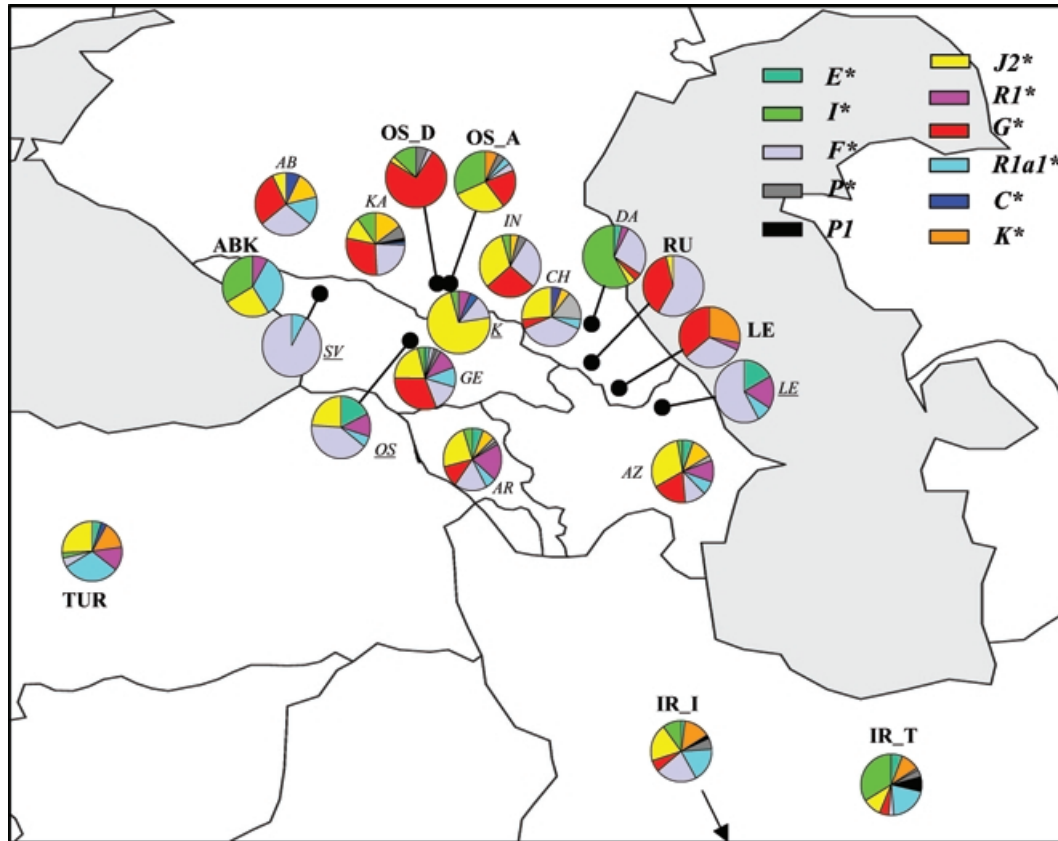 E*
I*
F*
P*
P1
J2*
R1*
G*
R1a1*
C*
K*
OS_D
OS_A
AB
KA
IN
DA
ABK
CH
RU
SV
K
LE
GE
LE
OS
AR
AZ
TUR
IR_I
IR_T